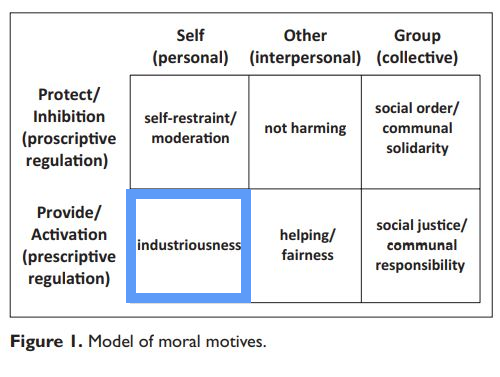 Self
(personal)
Other
(interpersonal)
Group
(collective)
Protect/
Inhibition
(proscriptive
regulation)
self-restraint/
moderation
not harming
social order/
communal
solidarity
Provide/
Activation
(prescriptive
regulation)
industriousness
helping/
fairness
social justice/
communal
responsibility
Figure 1. Model of moral motives.